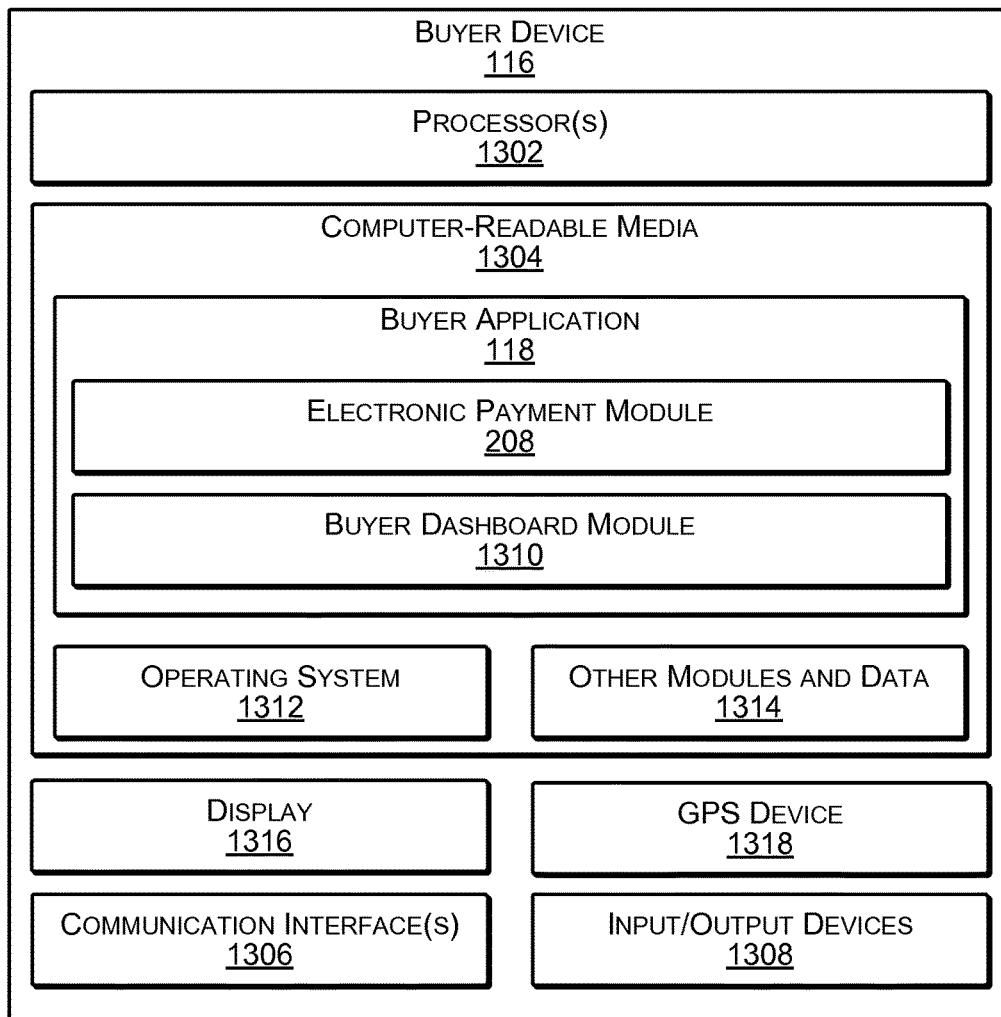 BUYER DEVICE
116
PROCESSOR(S)
1302
COMPUTER-READABLE MEDIA
1304
BUYER APPLICATION
118
ELECTRONIC PAYMENT MODULE
208
BUYER DASHBOARD MODULE
1310
OPERATING SYSTEM
1312
OTHER MODULES AND DATA
1314
DISPLAY
1316
GPS DEVICE
1318
COMMUNICATION INTERFACE(S)
1306
INPUT/OUTPUT DEVICES
1308